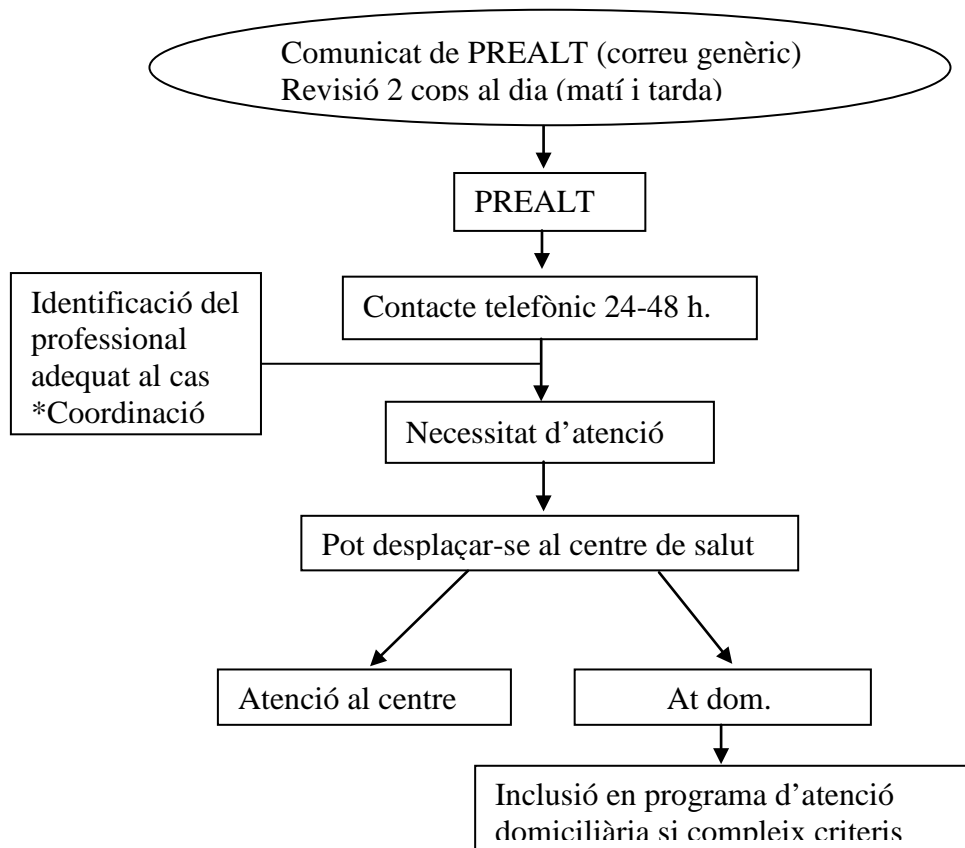 Comunicat de PREALT (correu genèric)
Revisió 2 cops al dia (matí i tarda)
PREALT
Contacte telefònic 24-48 h.
Identificació del
professional
adequat al cas
*Coordinació
Necessitat d’atenció
Pot desplaçar-se al centre de salut
Atenció al centre
At dom.
Inclusió en programa d’atenció
domiciliària si compleix criteris